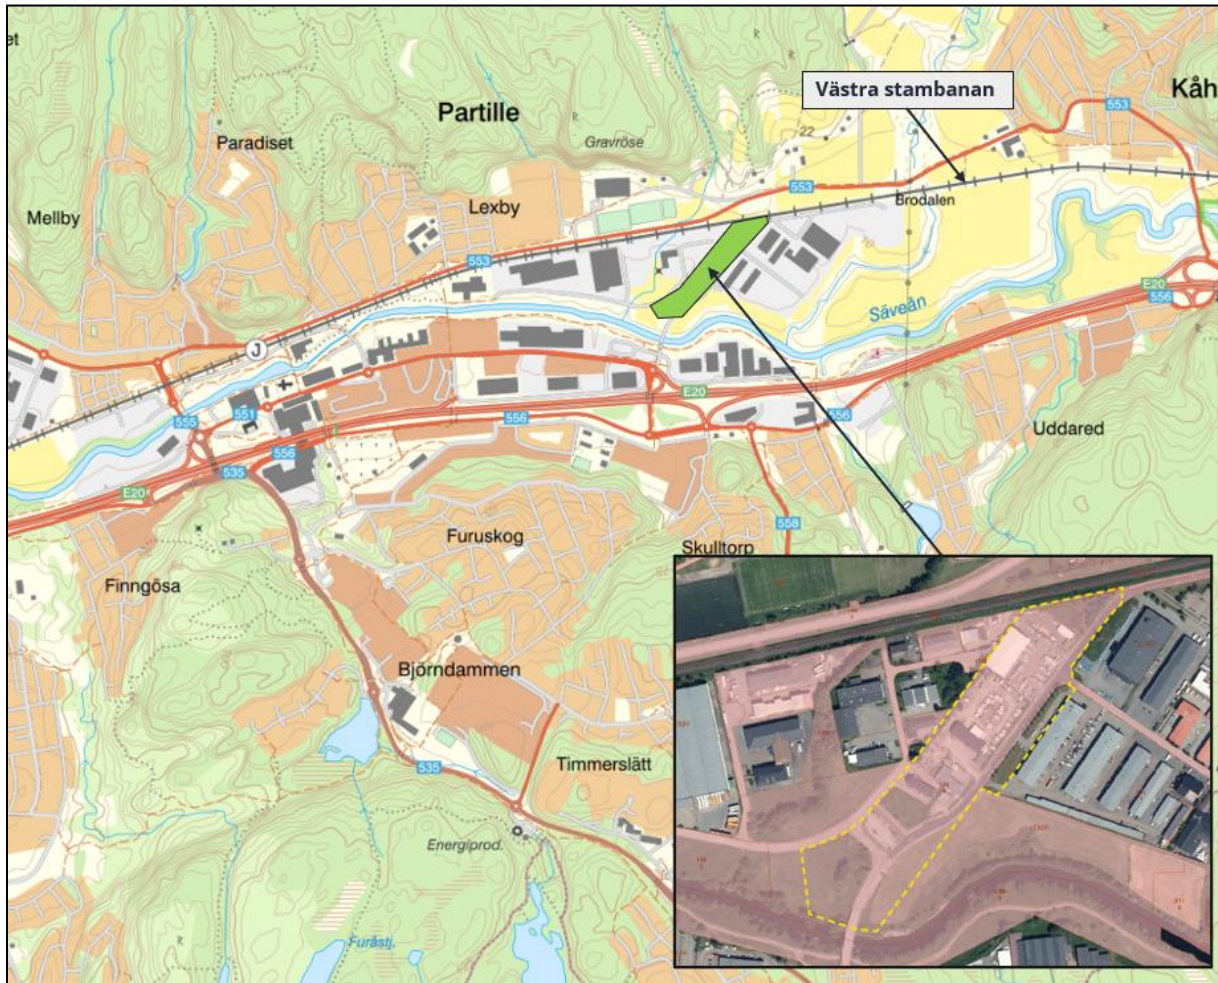 et
Västra stambanan
Kåh
553
Partille
22
Gravröse
Paradiset
553
Lexby
Brodalen
Mellby
553
E20
556
Säveån
J
E20
551
556
556
555
556
Uddared
535
E20
558
Furuskog
Skulltorp
Finngösa
Björndammen
Timmerslätt
535
Energiprod.
Furåstj.